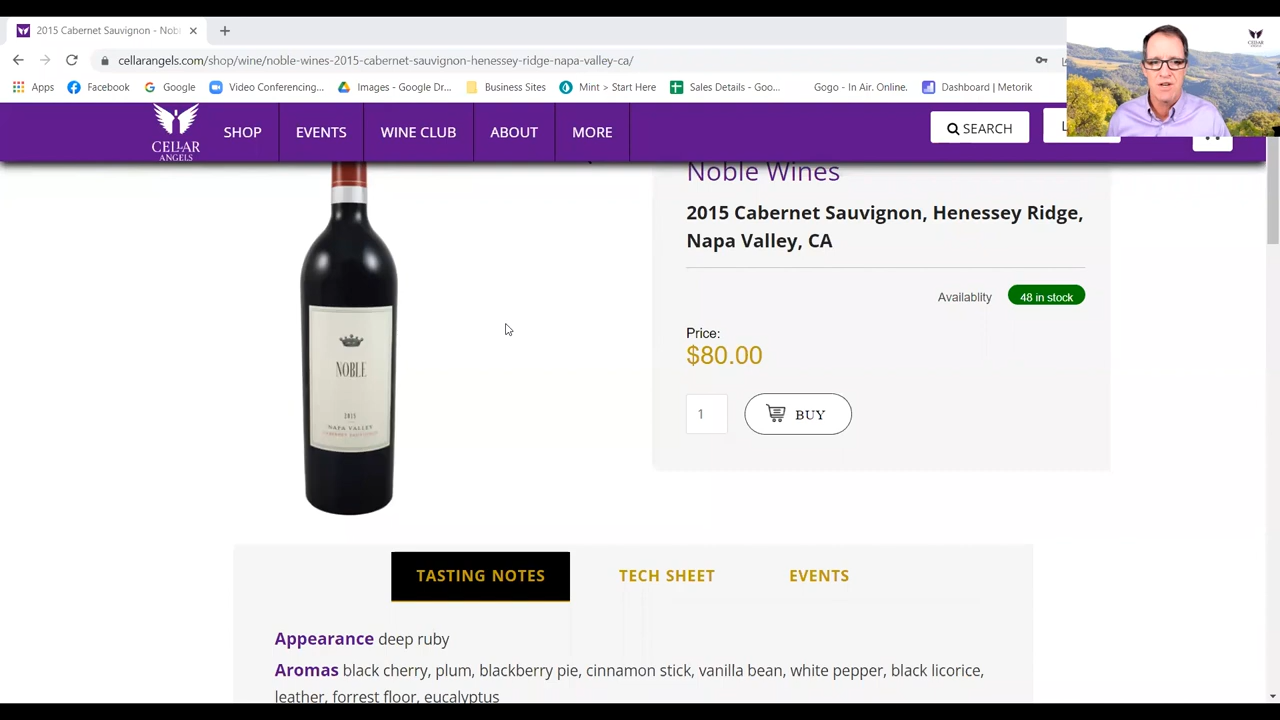 2015 Cabernet Sauvignon - Nobl
cellarangels.com/shop/wine/noble-wines-2015-cabernet-sauvignon-henessey-ridge-napa-valley-ca/
Apps Facebook Google Video Conferencing... Images - Google Dr... Business Sites Mint > Start Here Sales Details - Goo... Gogo - In Air. Online. Dashboard | Metorik
CELLAR
ANGELS
SHOP EVENTS WINE CLUB ABOUT MORE SEARCH
CELLAR
ANGELS
Noble Wines
2015 Cabernet Sauvignon, Henessey Ridge,
Napa Valley, CA
Availablity 48 in stock
Price:
$80.00
1 BUY
NOBLE
2015
NAPA VALLEY
CABERNET SAUVIGNON
TASTING NOTES TECH SHEET EVENTS
Appearance deep ruby
Aromas black cherry, plum, blackberry pie, cinnamon stick, vanilla bean, white pepper, black licorice,
leather, forrest floor, eucalyptus